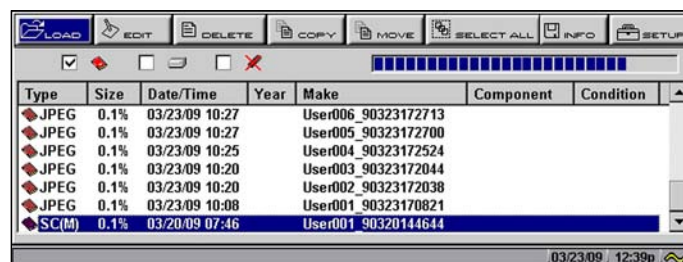 LOAD EDIT DELETE COPY MOVE SELECT ALL INFO SETUP
Type Size Date/Time Year Make Component Condition
JPEG 0.1% 03/23/09 10:27 User006_90323172713
JPEG 0.1% 03/23/09 10:27 User005_90323172700
JPEG 0.1% 03/23/09 10:25 User004_90323172524
JPEG 0.1% 03/23/09 10:20 User003_90323172044
JPEG 0.1% 03/23/09 10:20 User002_90323172038
JPEG 0.1% 03/23/09 10:08 User001_90323170821
SC(M) 0.1% 03/20/09 07:46 User001_90320144644
03/23/09 12:39p